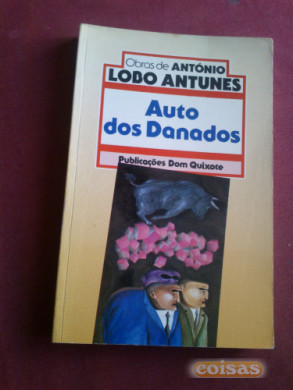 Obras de ANTÓNIO
LOBO ANTUNES
Auto
dos Danados
Publicações Dom Quixote
coisas